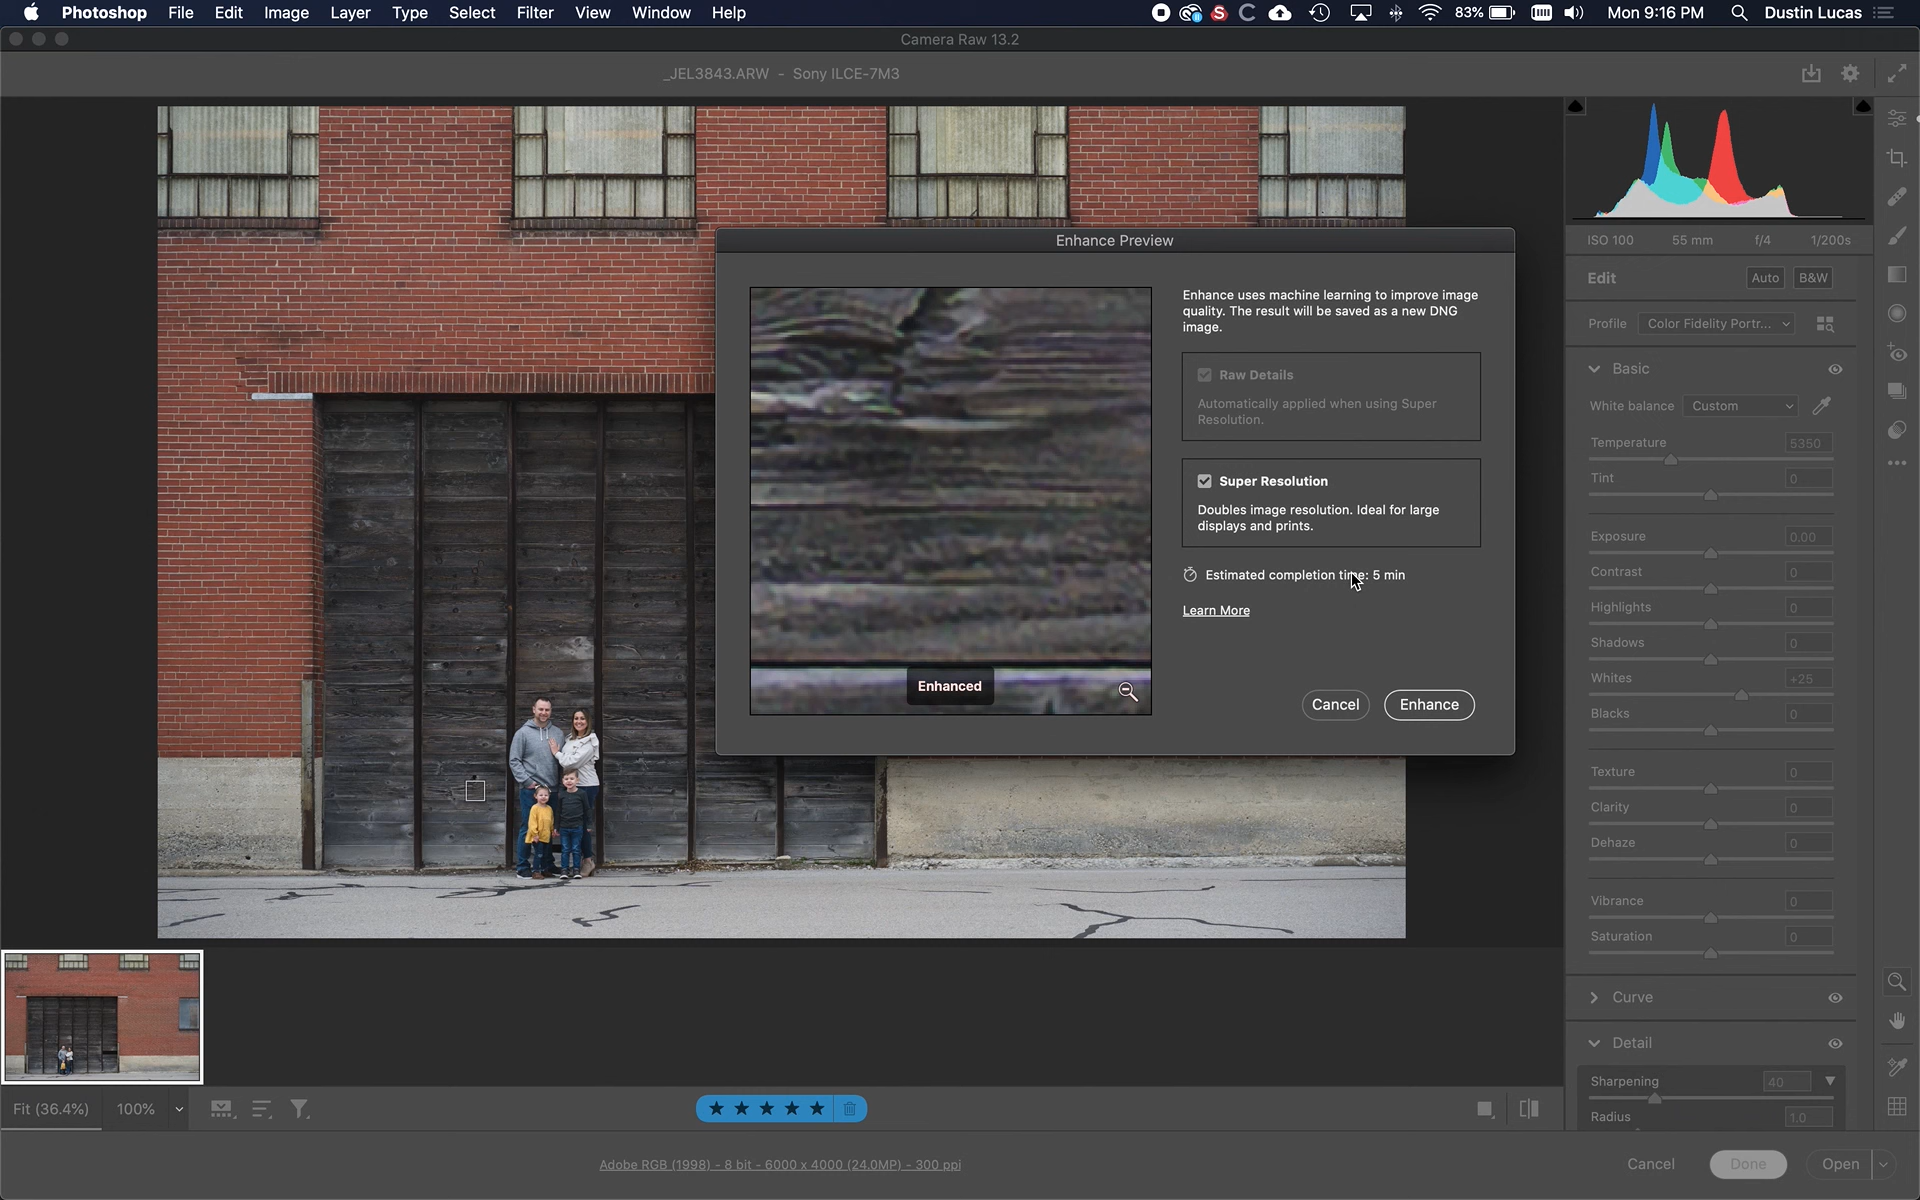 Photoshop File Edit Image Layer Type Select Filter View Window Help 83% Mon 9:16 PM Dustin Lucas
Camera Raw 13.2
_JEL3843.ARW - Sony ILCE-7M3
ISO 100 55 mm f/4 1/200s
Edit Auto B&W
Profile Color Fidelity Portr...
Basic
White balance Custom
Temperature 5350
Tint 0
Exposure 0.00
Contrast 0
Highlights 0
Shadows 0
Whites +25
Blacks 0
Texture 0
Clarity 0
Dehaze 0
Vibrance 0
Saturation 0
Curve
Detail
Sharpening 40
Radius 1.0
Enhance Preview
Enhance uses machine learning to improve image
quality. The result will be saved as a new DNG
image.
Raw Details
Automatically applied when using Super
Resolution.
Super Resolution
Doubles image resolution. Ideal for large
displays and prints.
Estimated completion time: 5 min
Learn More
Enhanced
Cancel Enhance
Fit (36.4%) 100%
Adobe RGB (1998) - 8 bit - 6000 x 4000 (24.0MP) - 300 ppi
Cancel Done Open